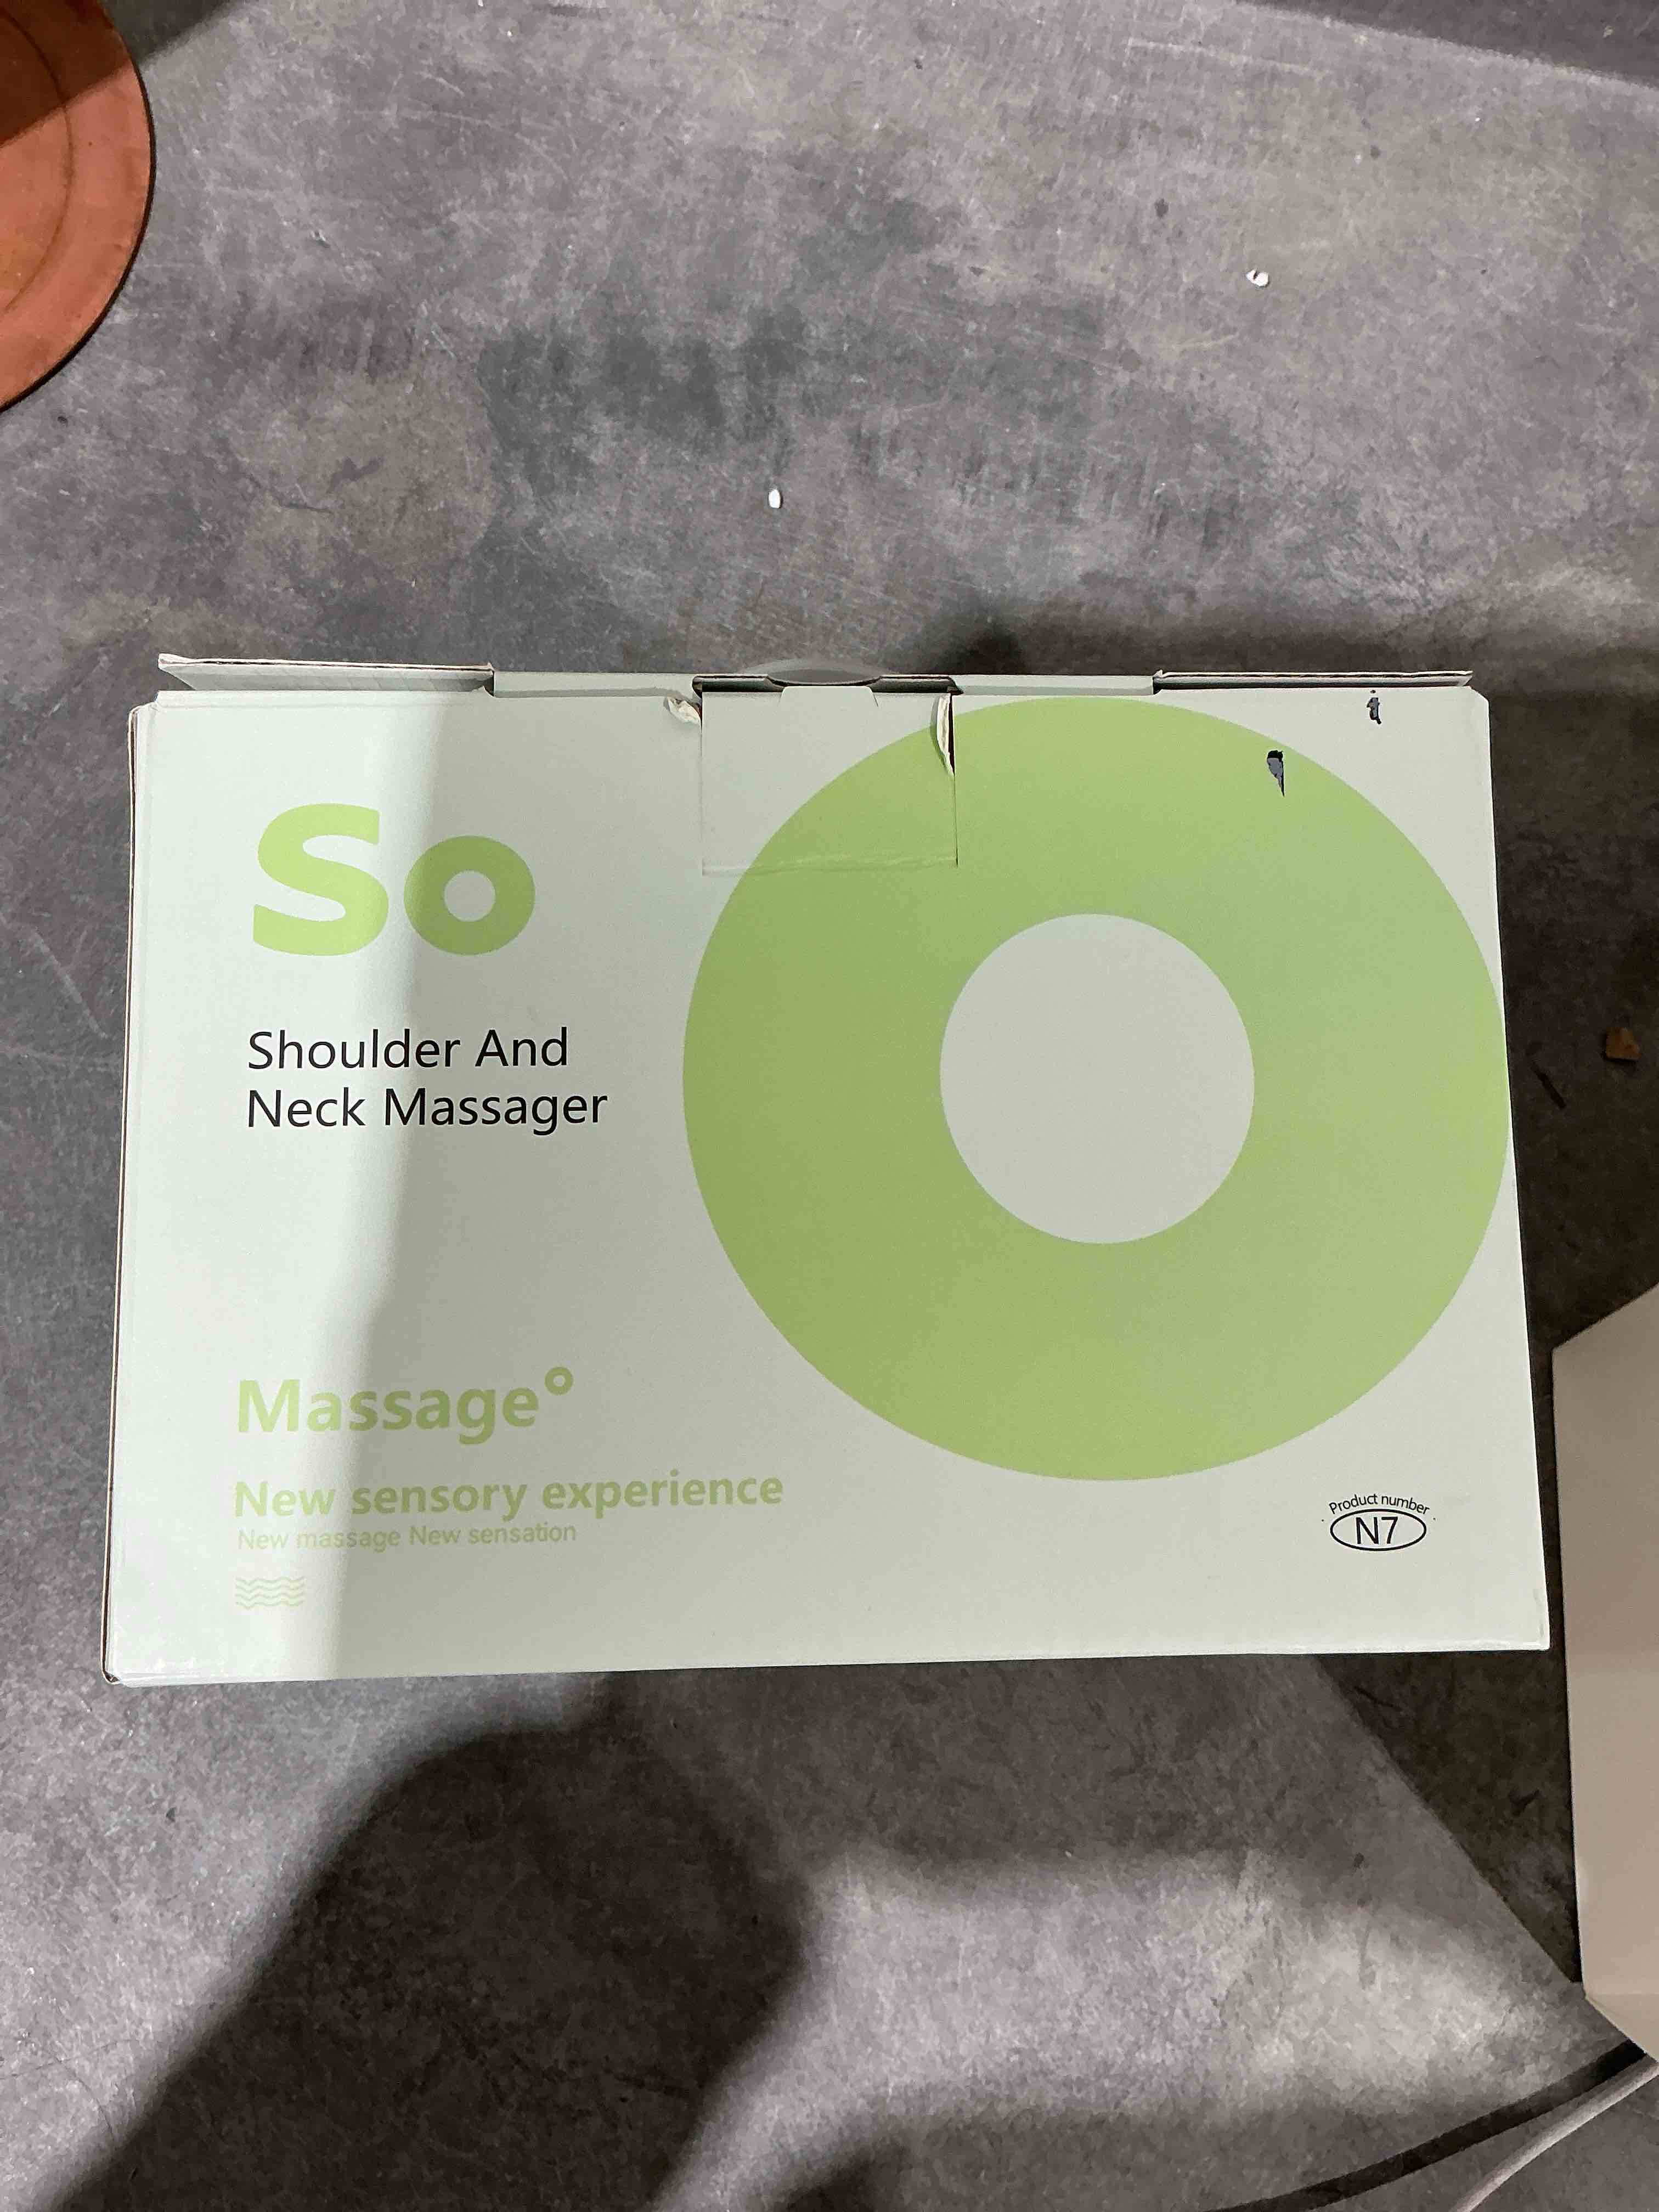 So
Shoulder And
Neck Massager
Massage°
New sensory experience
New massage New sensation
Product number
N7